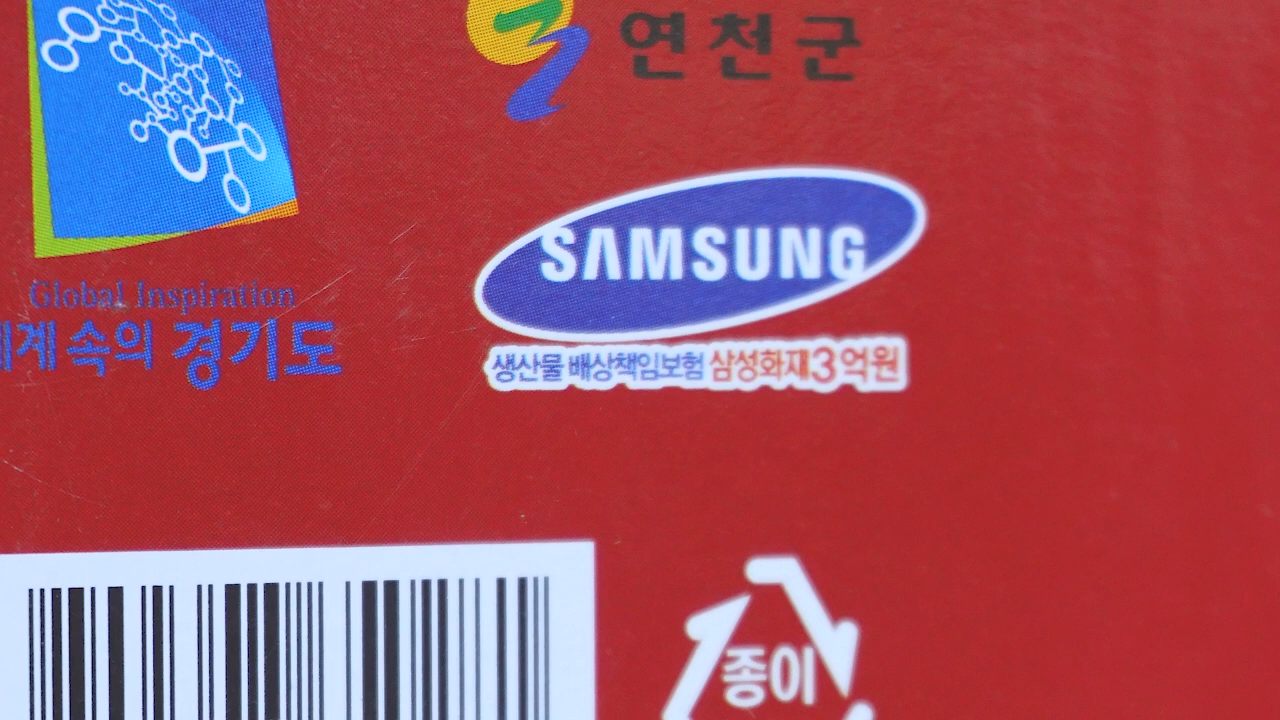 연천군
SAMSUNG
생산물 배상책임보험 삼성화재3억원
Global Inspiration
세계 속의 경기도
종이